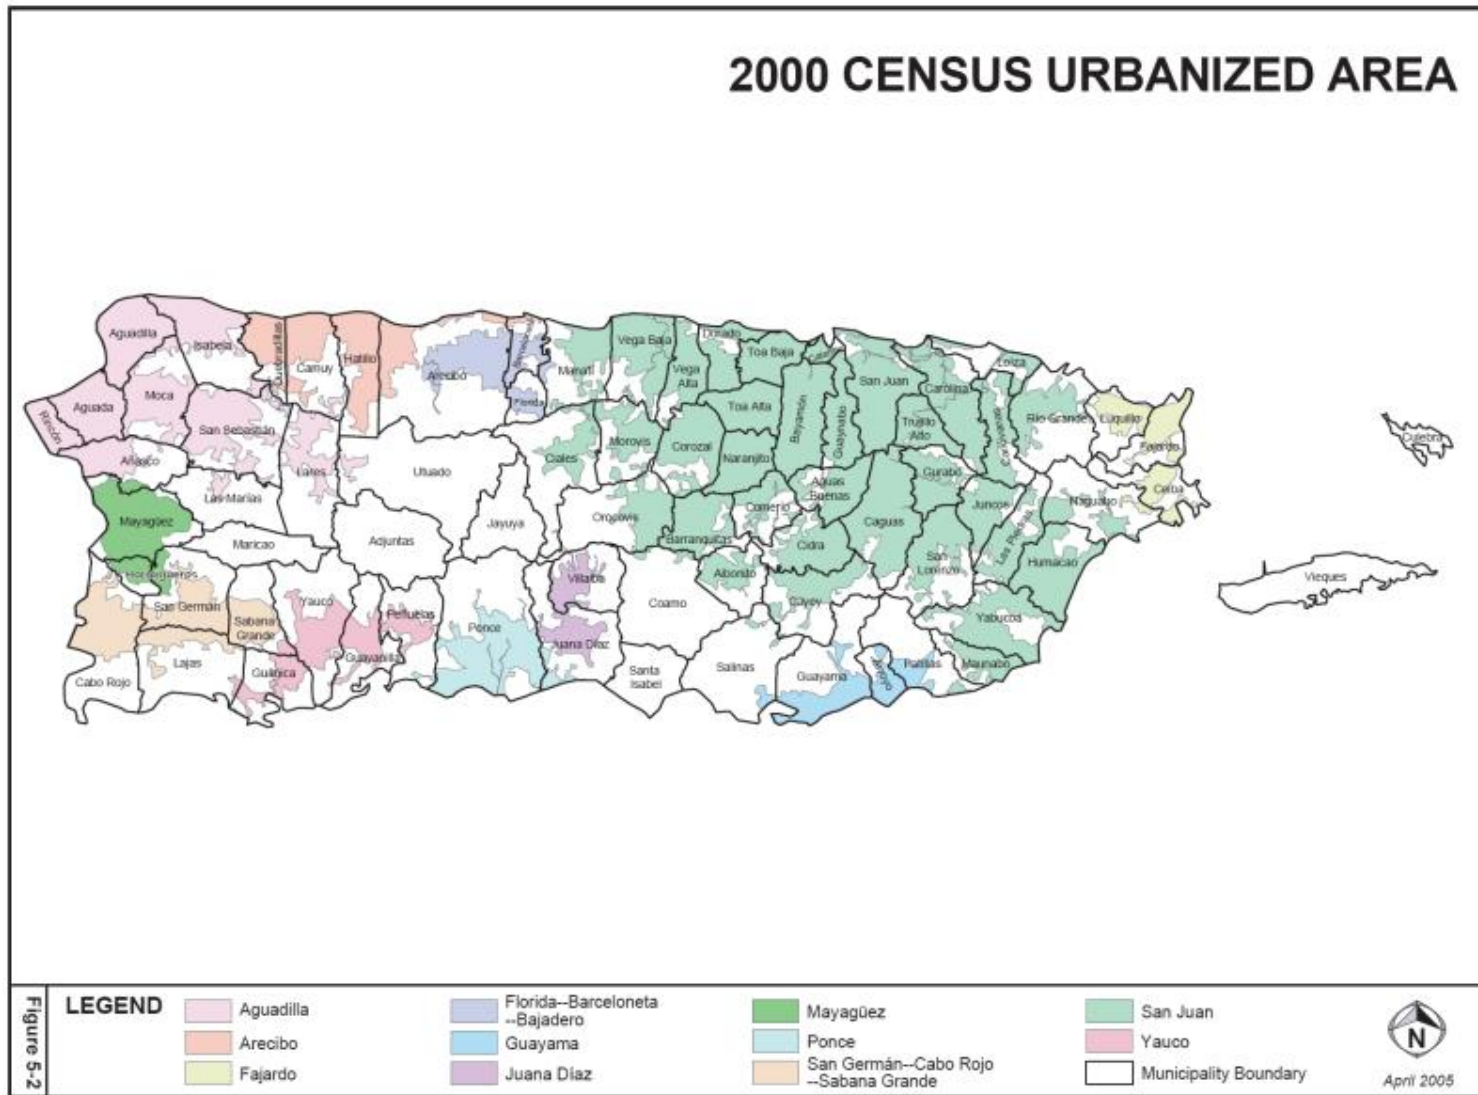 2000 CENSUS URBANIZED AREA
Aguadilla
Isabela
Quebradillas
Camuy
Hatillo
Arecibo
Barceloneta
Florida
Manatí
Vega Baja
Vega
Alta
Dorado
Toa Baja
Cataño
San Juan
Carolina
Loíza
Moca
Aguada
Rincón
San Sebastián
Añasco
Lares
Utuado
Ciales
Morovis
Corozal
Toa Alta
Naranjito
Bayamón
Guaynabo
Trujillo
Alto
Canóvanas
Río Grande
Luquillo
Fajardo
Culebra
Ceiba
Las Marías
Mayagüez
Maricao
Adjuntas
Jayuya
Orocovis
Barranquitas
Comerío
Aguas
Buenas
Gurabo
Caguas
Juncos
Las Piedras
Naguabo
Humacao
Cidra
San
Lorenzo
Aibonito
Cayey
Hormigueros
San Germán
Sabana
Grande
Yauco
Peñuelas
Guayanilla
Ponce
Villalba
Juana Díaz
Coamo
Santa
Isabel
Salinas
Guayama
Arroyo
Patillas
Yabucoa
Maunabo
Vieques
Cabo Rojo
Lajas
Guánica
Figure 5-2
LEGEND
Aguadilla
Arecibo
Fajardo
Florida--Barceloneta
--Bajadero
Guayama
Juana Díaz
Mayagüez
Ponce
San Germán--Cabo Rojo
--Sabana Grande
San Juan
Yauco
Municipality Boundary
N
April 2005